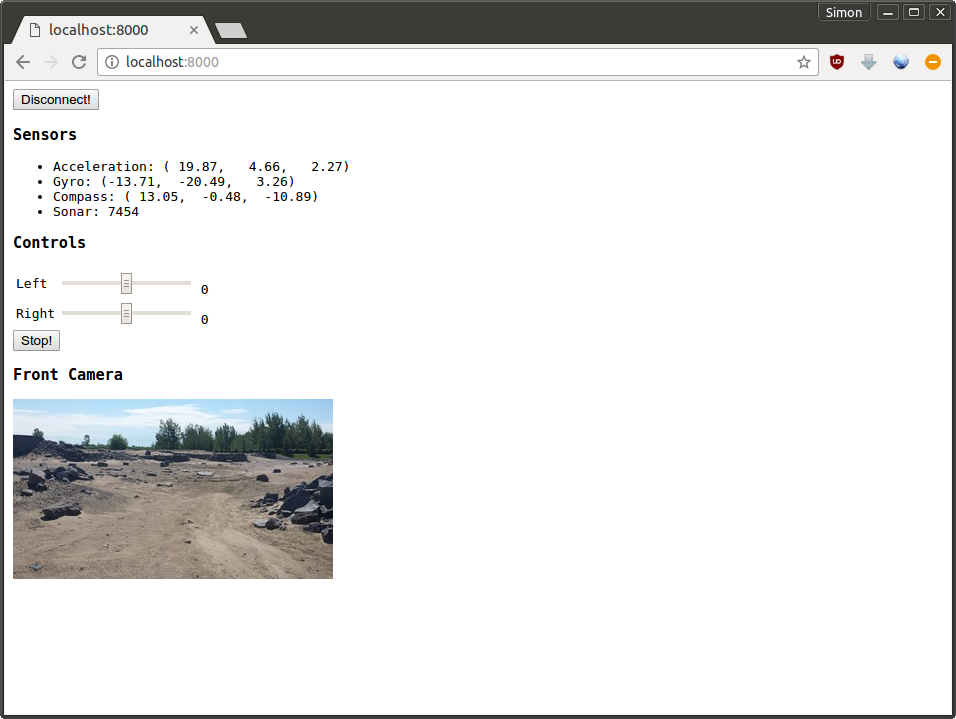 Simon
localhost:8000
localhost:8000
Disconnect!
Sensors
• Acceleration: ( 19.87,   4.66,   2.27)
• Gyro: (-13.71,  -20.49,   3.26)
• Compass: ( 13.05,  -0.48,  -10.89)
• Sonar: 7454
Controls
Left 0
Right 0
Stop!
Front Camera